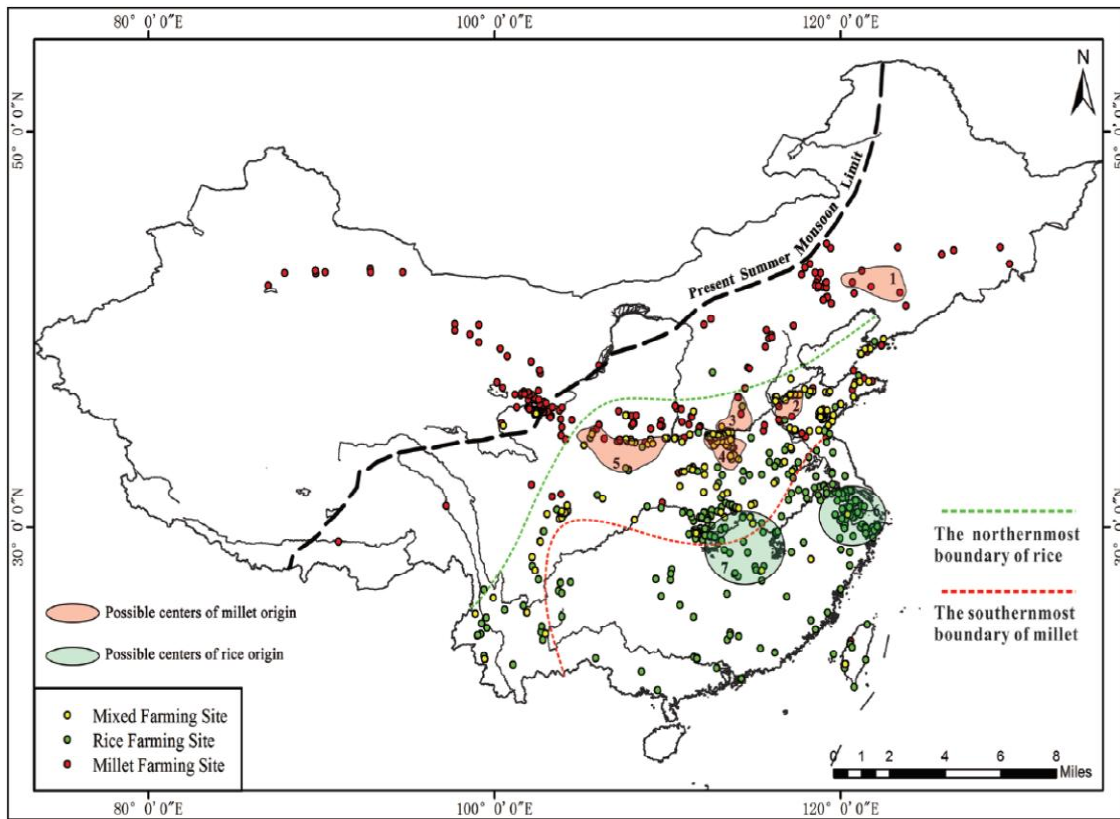 80° 0′0″E 100° 0′0″E 120° 0′0″E
N
50° 0′0″N 50° 0′0″N
Present Summer Monsoon Limit
1
2
3
4
5
6
7
30° 0′0″N 30° 0′0″N
The northernmost
boundary of rice
The southernmost
boundary of millet
Possible centers of millet origin
Possible centers of rice origin
Mixed Farming Site
Rice Farming Site
Millet Farming Site
0 1 2 4 6 8
Miles
80° 0′0″E 100° 0′0″E 120° 0′0″E